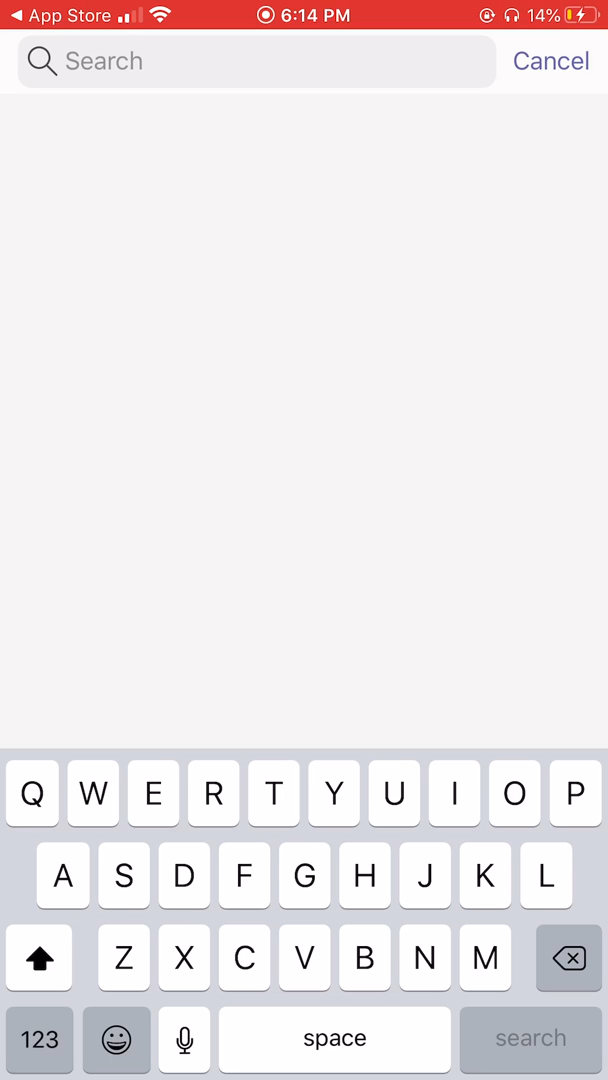 App Store 6:14 PM 14%
Search Cancel
Q W E R T Y U I O P
A S D F G H J K L
Z X C V B N M
123 space search